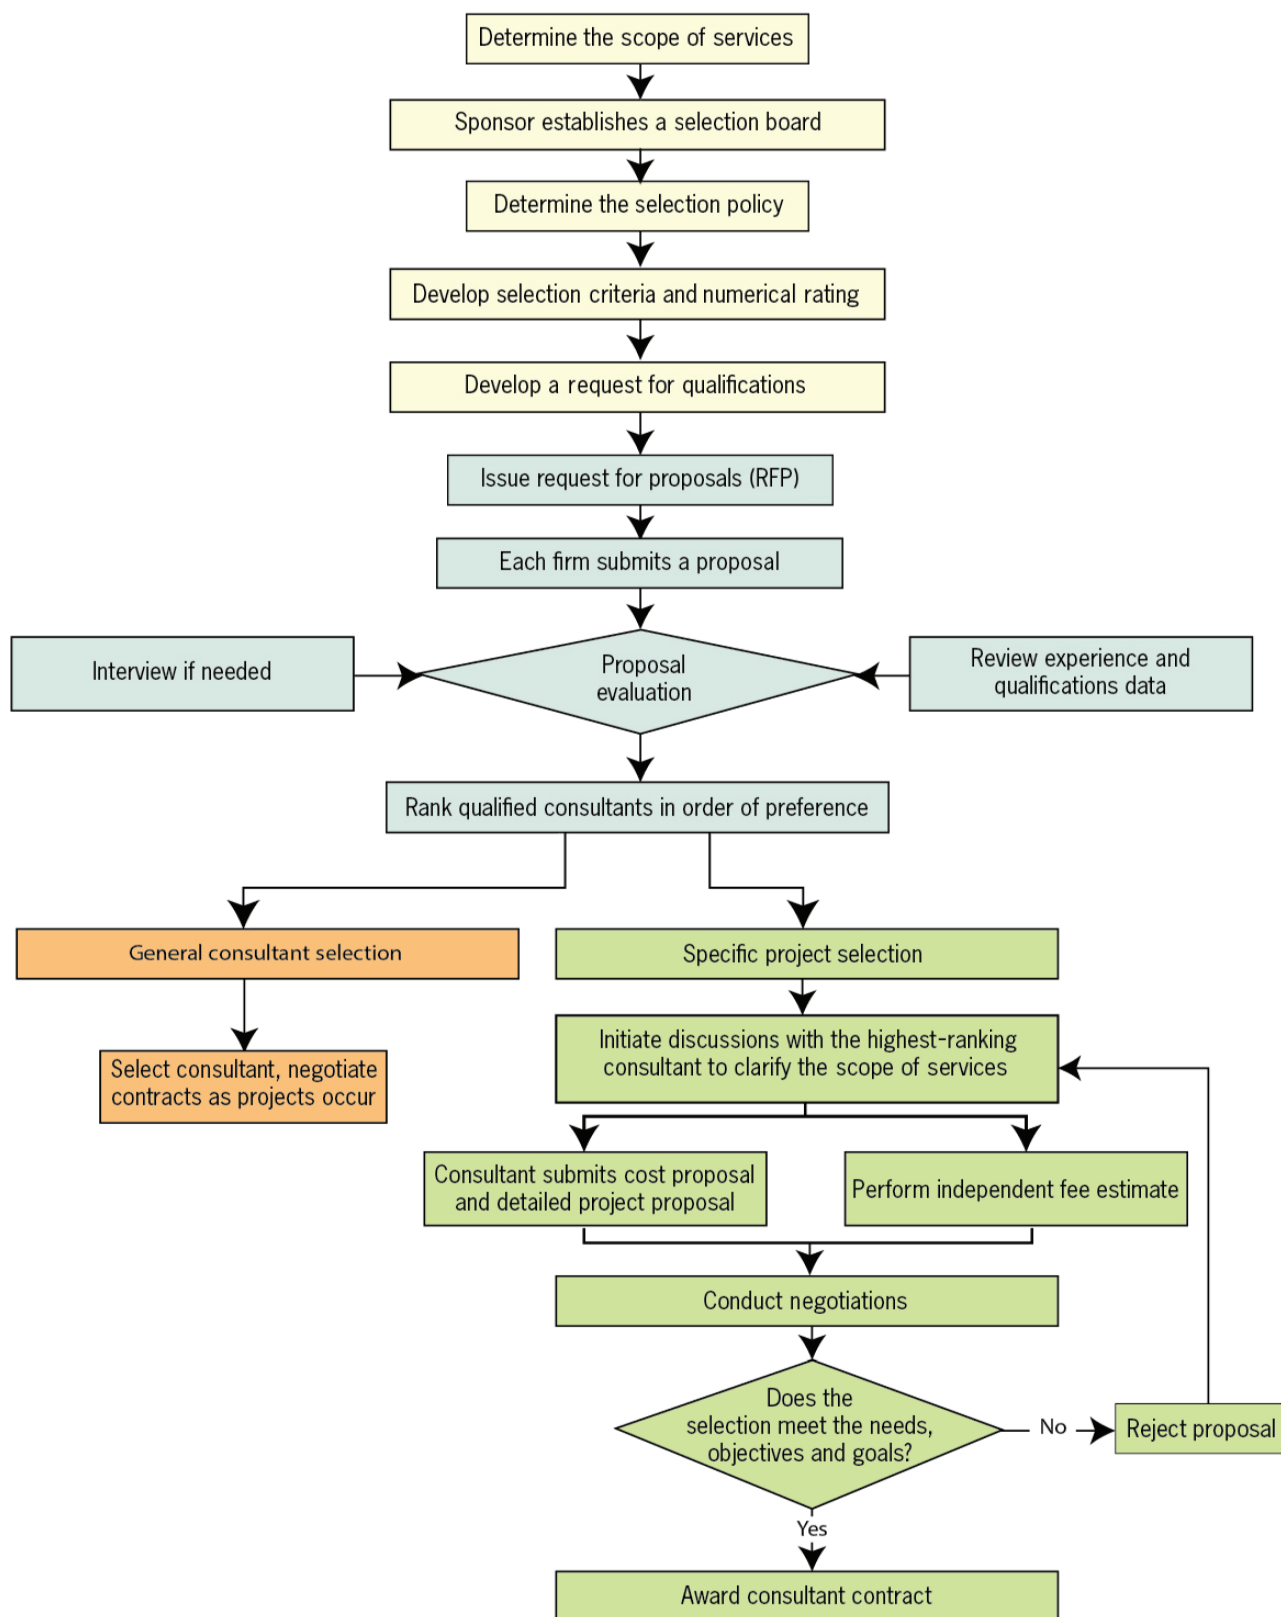 Determine the scope of services
Sponsor establishes a selection board
Determine the selection policy
Develop selection criteria and numerical rating
Develop a request for qualifications
Issue request for proposals (RFP)
Each firm submits a proposal
Interview if needed
Proposal
evaluation
Review experience and
qualifications data
Rank qualified consultants in order of preference
General consultant selection
Specific project selection
Select consultant, negotiate
contracts as projects occur
Initiate discussions with the highest-ranking
consultant to clarify the scope of services
Consultant submits cost proposal
and detailed project proposal
Perform independent fee estimate
Conduct negotiations
Does the
selection meet the needs,
objectives and goals?
No
Reject proposal
Yes
Award consultant contract